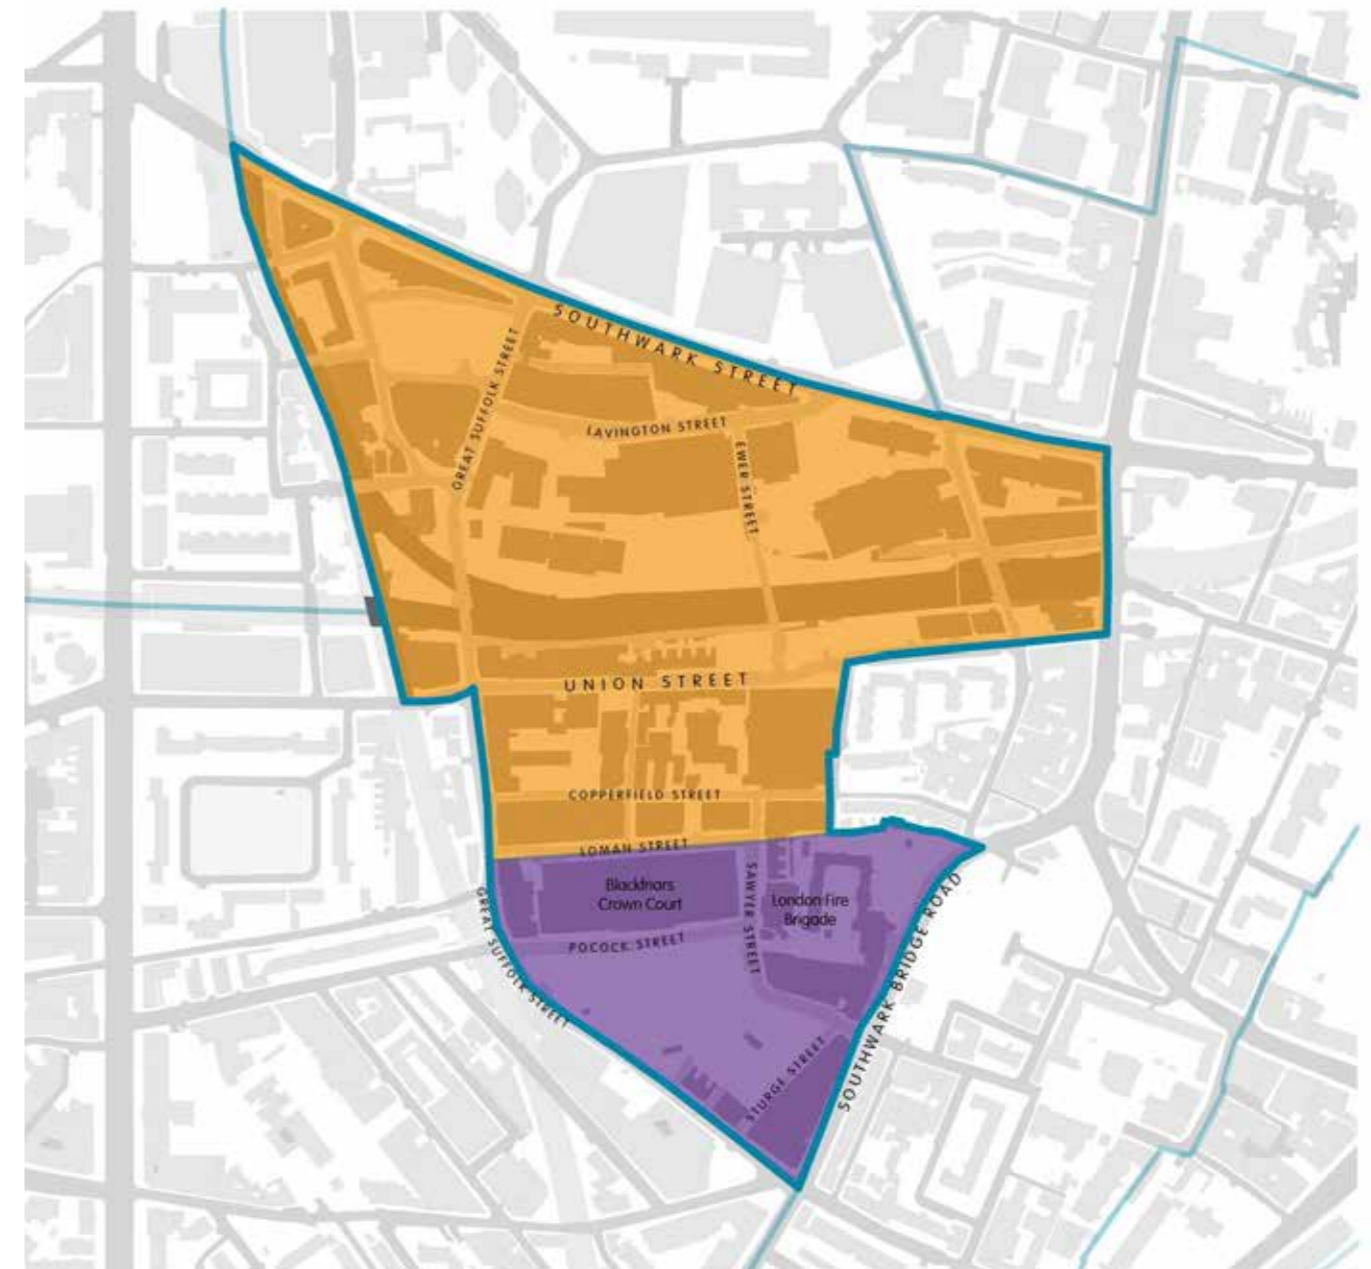 SOUTHWARK STREET
GREAT SUFFOLK STREET
LAVINGTON STREET
EWER STREET
UNION STREET
COPPERFIELD STREET
LOMAN STREET
Blackfriars
Crown Court
SAWYER STREET
London Fire
Brigade
GREAT SUFFOLK STREET
POCOCK STREET
SOUTHWARK BRIDGE ROAD
STURGE STREET